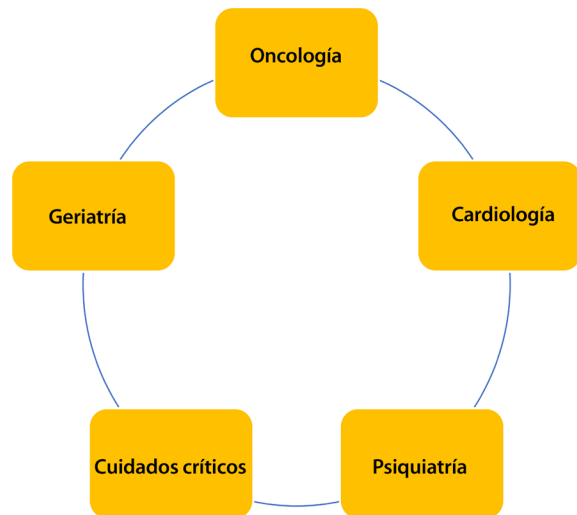 Oncología
Cardiología
Psiquiatría
Cuidados críticos
Geriatría